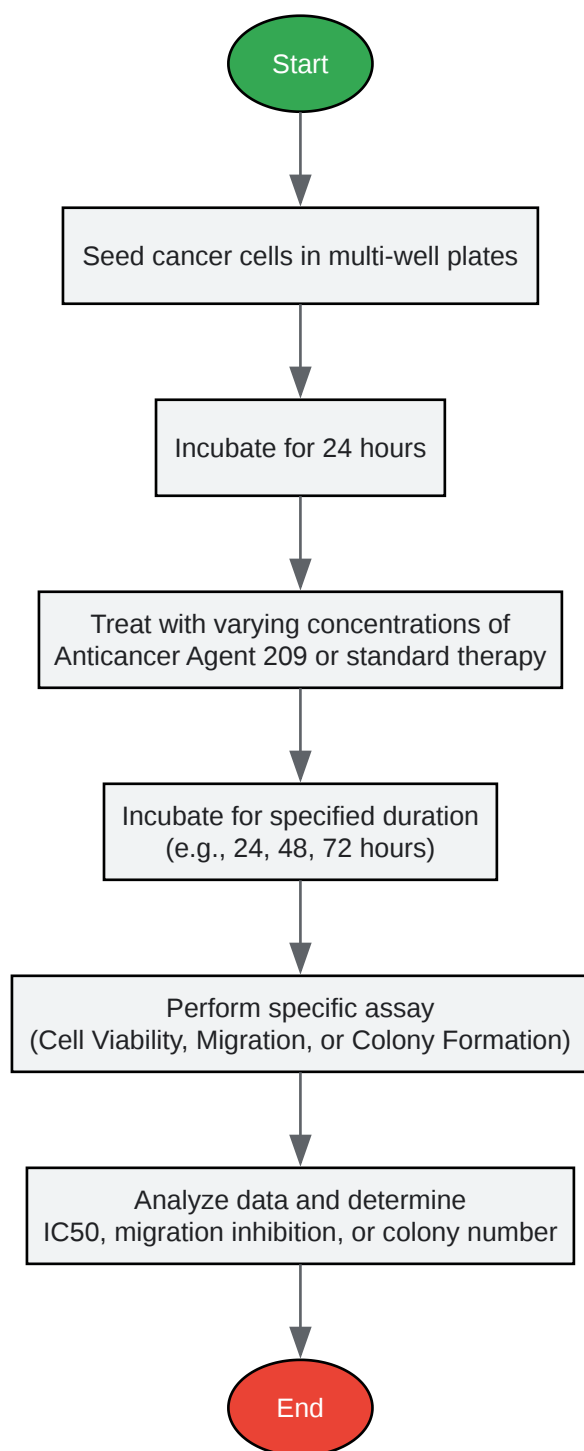 Start
Seed cancer cells in multi-well plates
Incubate for 24 hours
Treat with varying concentrations of
Anticancer Agent 209 or standard therapy
Incubate for specified duration
(e.g., 24, 48, 72 hours)
Perform specific assay
(Cell Viability, Migration, or Colony Formation)
Analyze data and determine
IC50, migration inhibition, or colony number
End